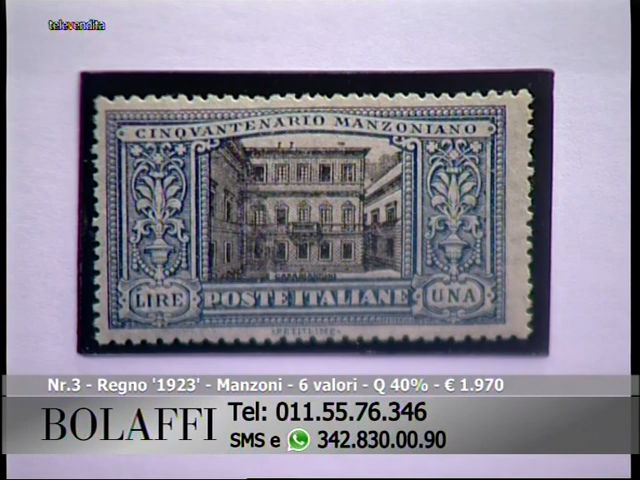 televendita
CINQVANTENARIO MANZONIANO
LIRE POSTE ITALIANE UNA
Nr.3 - Regno '1923' - Manzoni - 6 valori - Q 40% - € 1.970
BOLAFFI
Tel: 011.55.76.346
SMS e 342.830.00.90